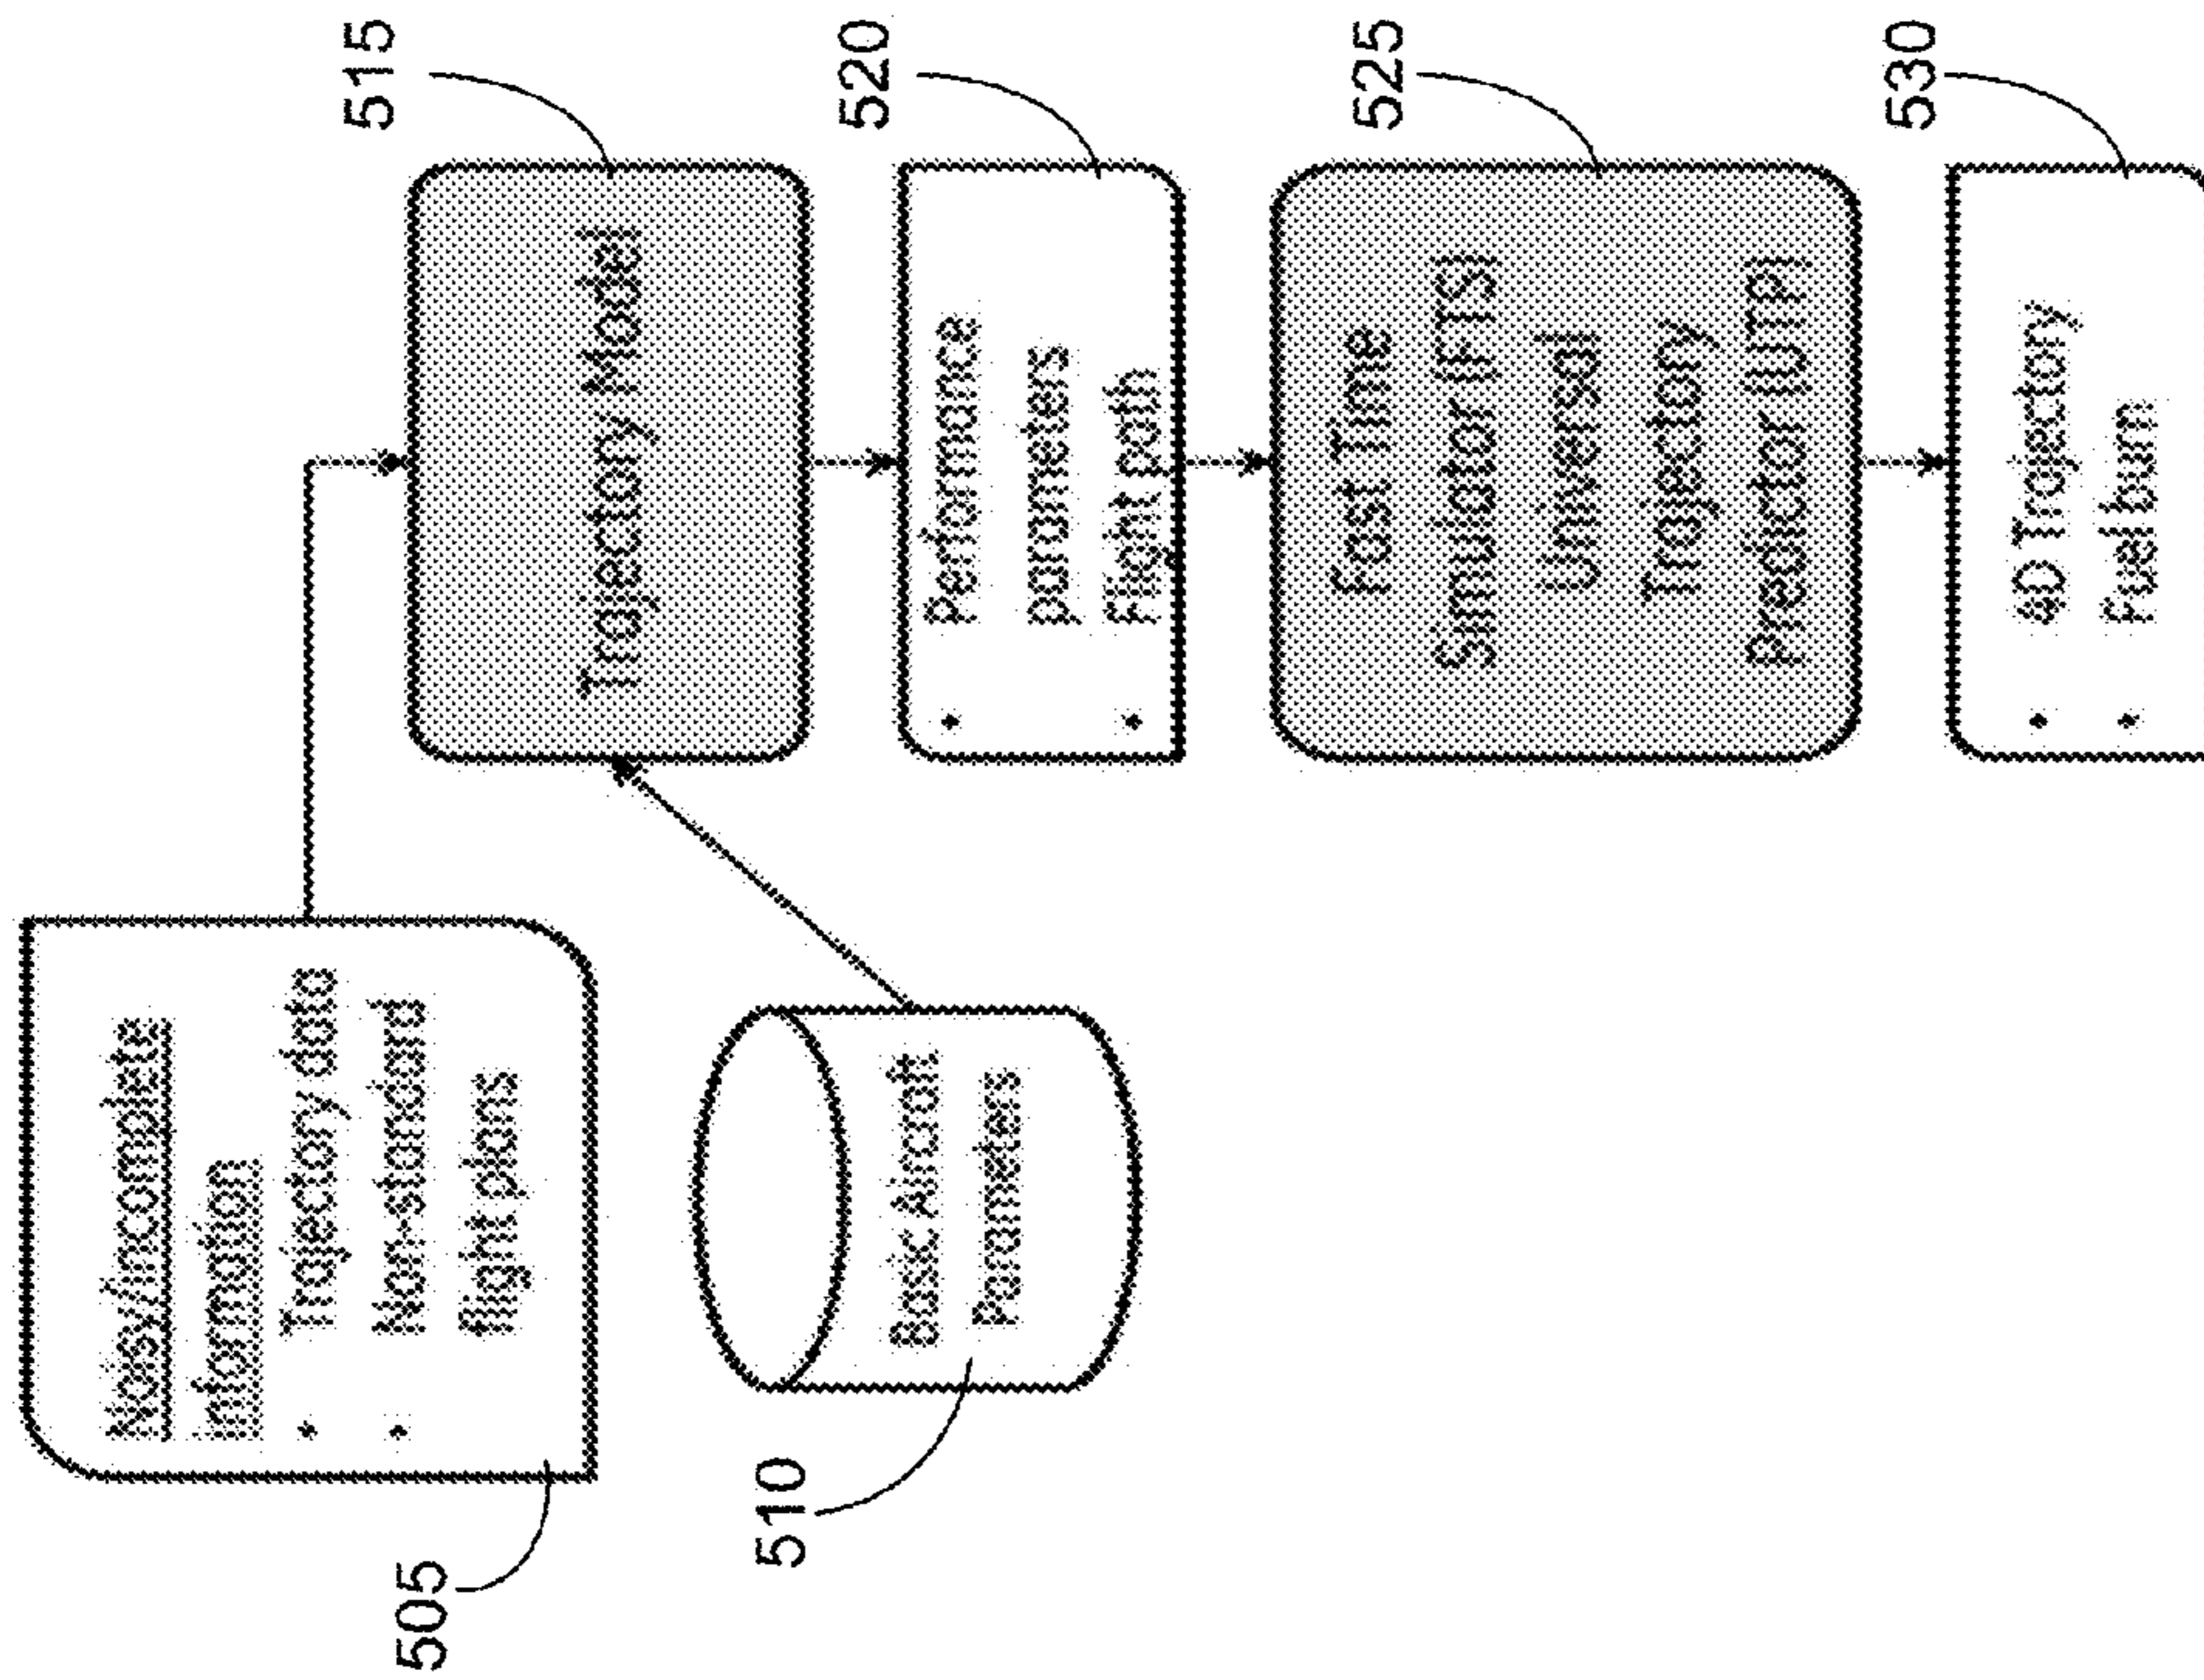 Noisy/incomplete
information
• Trajectory data
• Non-standard
flight plans
505
Basic Aircraft
Parameters
510
Trajectory Model
515
• Performance
parameters
• Flight path
520
Fast Time
Simulator (FTS)
Universal
Trajectory
Predictor (UTP)
525
• 4D Trajectory
• Fuel burn
530